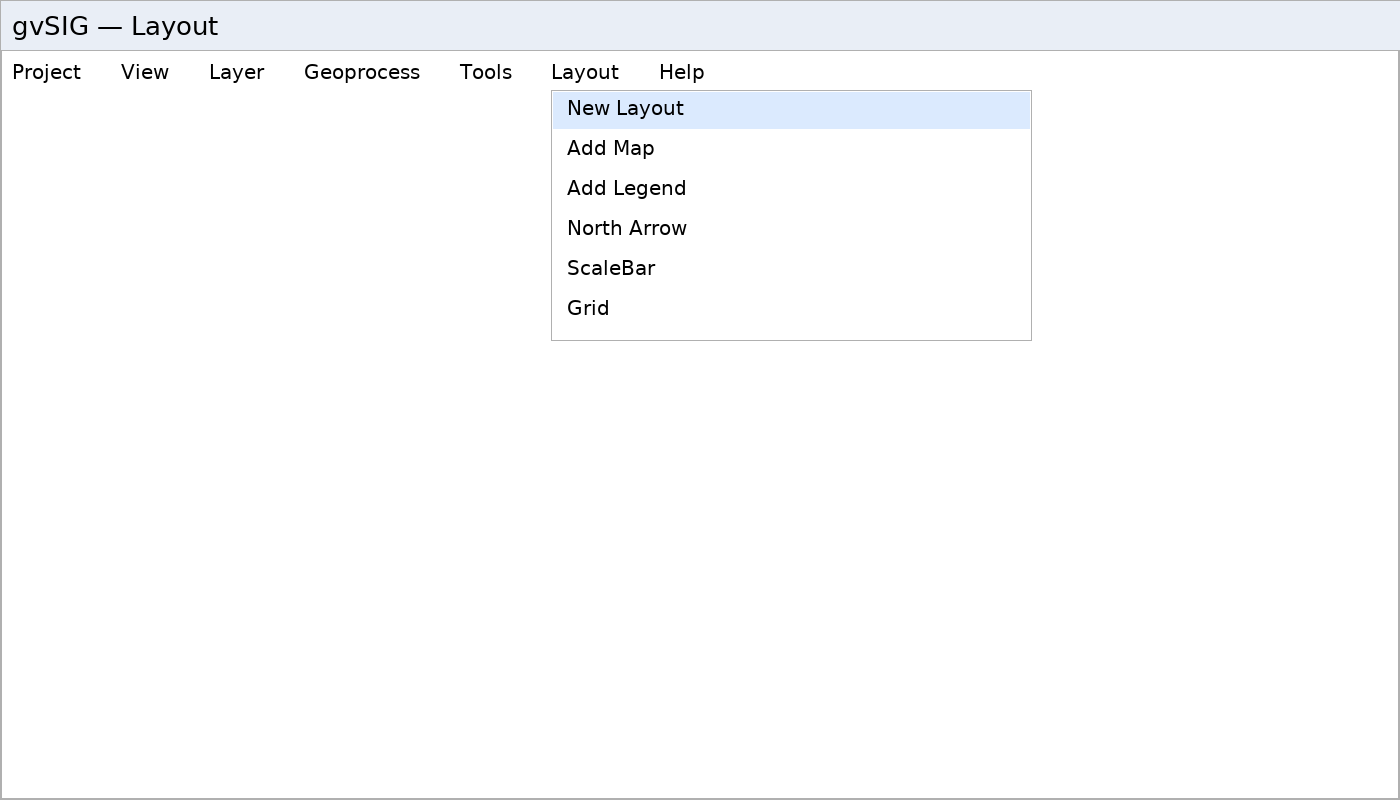 gvSIG — Layout
Project View Layer Geoprocess Tools Layout Help
New Layout
Add Map
Add Legend
North Arrow
ScaleBar
Grid